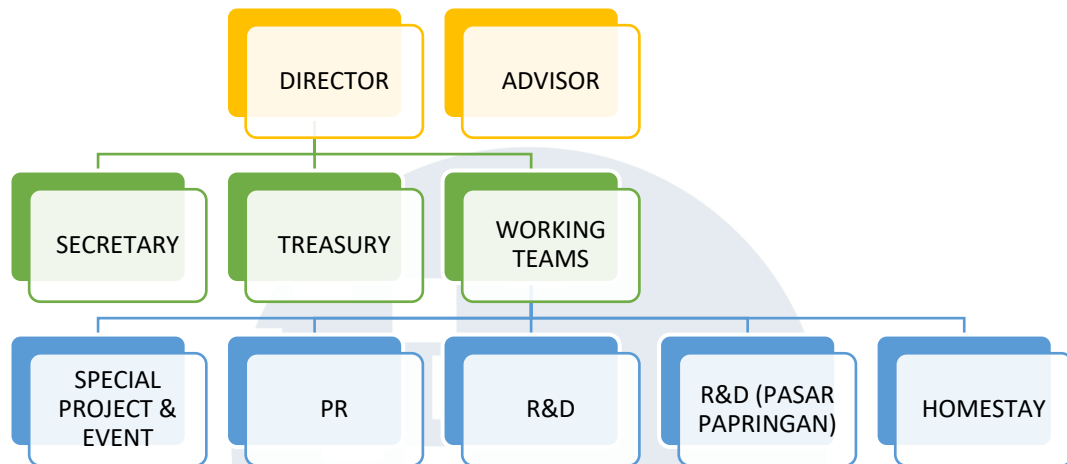 DIRECTOR
ADVISOR
SECRETARY
TREASURY
WORKING
TEAMS
SPECIAL
PROJECT &
EVENT
PR
R&D
R&D (PASAR
PAPRINGAN)
HOMESTAY